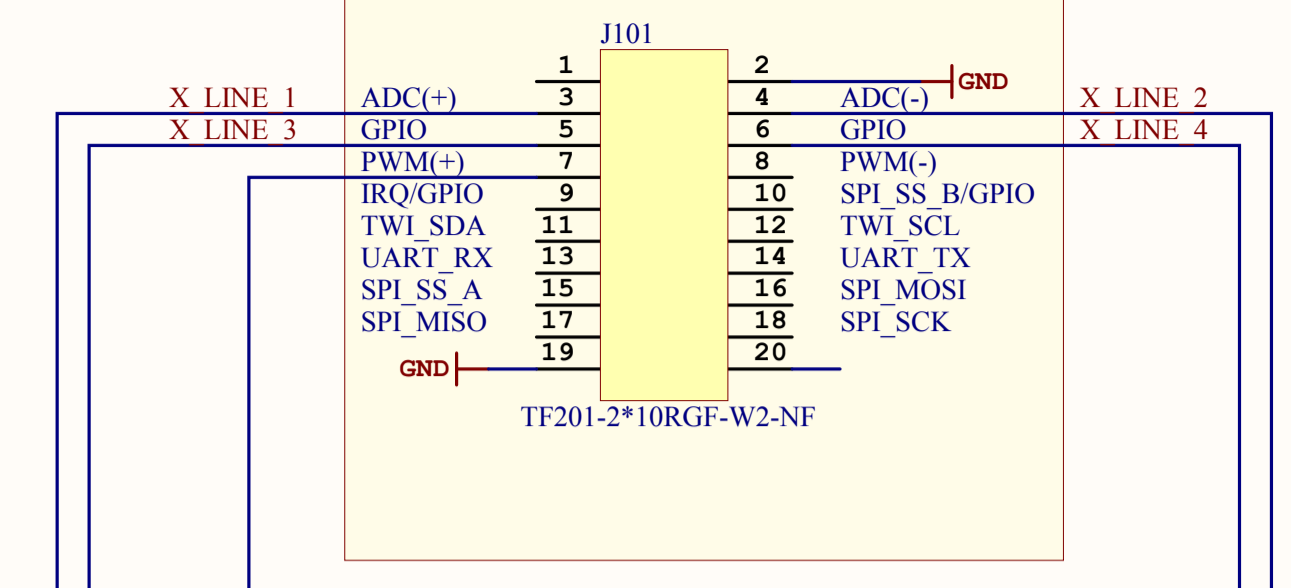 J101
1 2
GND
X_LINE_1 ADC(+) 3 4 ADC(-) X_LINE_2
X_LINE_3 GPIO 5 6 GPIO X_LINE_4
PWM(+) 7 8 PWM(-)
IRQ/GPIO 9 10 SPI_SS_B/GPIO
TWI_SDA 11 12 TWI_SCL
UART_RX 13 14 UART_TX
SPI_SS_A 15 16 SPI_MOSI
SPI_MISO 17 18 SPI_SCK
19 20
GND
TF201-2*10RGF-W2-NF